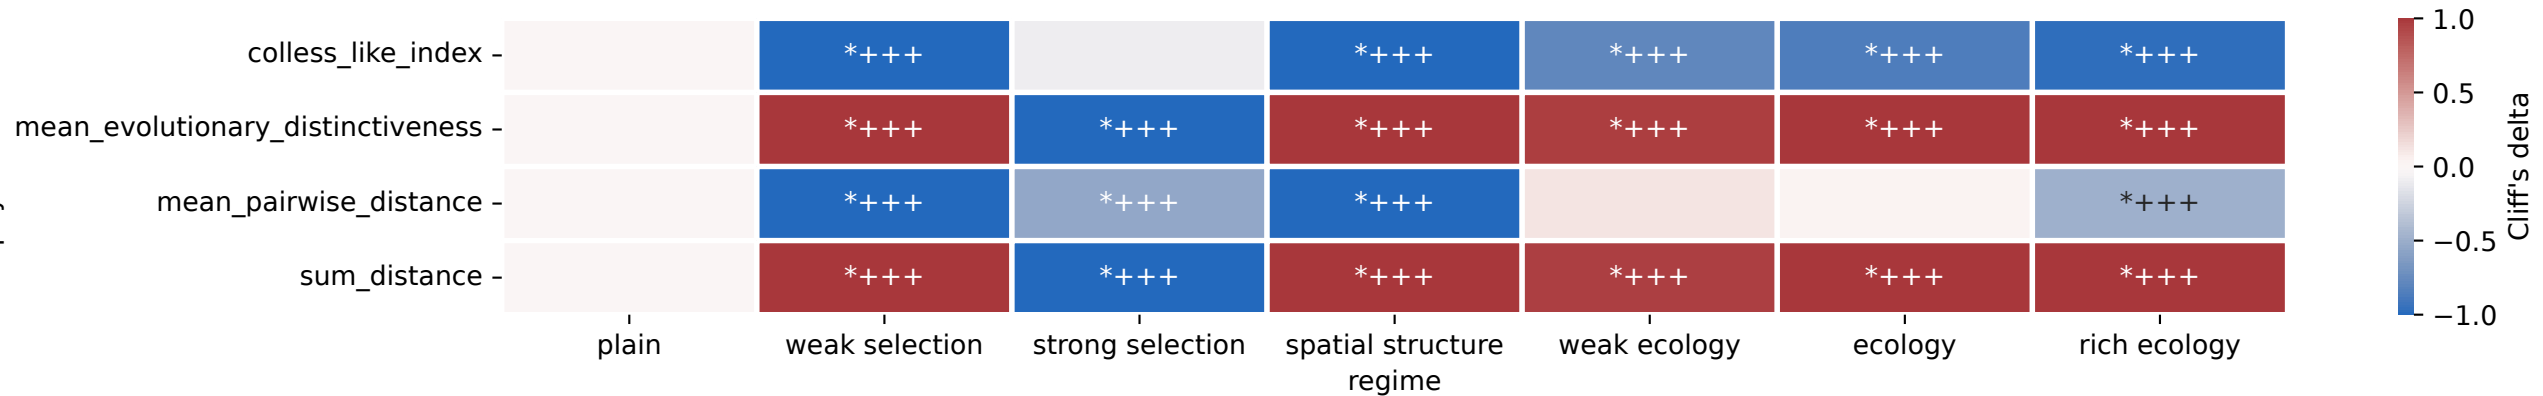 colless_like_index *+++ *+++ *+++ *+++ *+++
mean_evolutionary_distinctiveness *+++ *+++ *+++ *+++ *+++ *+++
mean_pairwise_distance *+++ *+++ *+++ *+++
sum_distance *+++ *+++ *+++ *+++ *+++ *+++
plain weak selection strong selection spatial structure weak ecology ecology rich ecology
regime
1.0
0.5
0.0
−0.5
−1.0
Cliff's delta